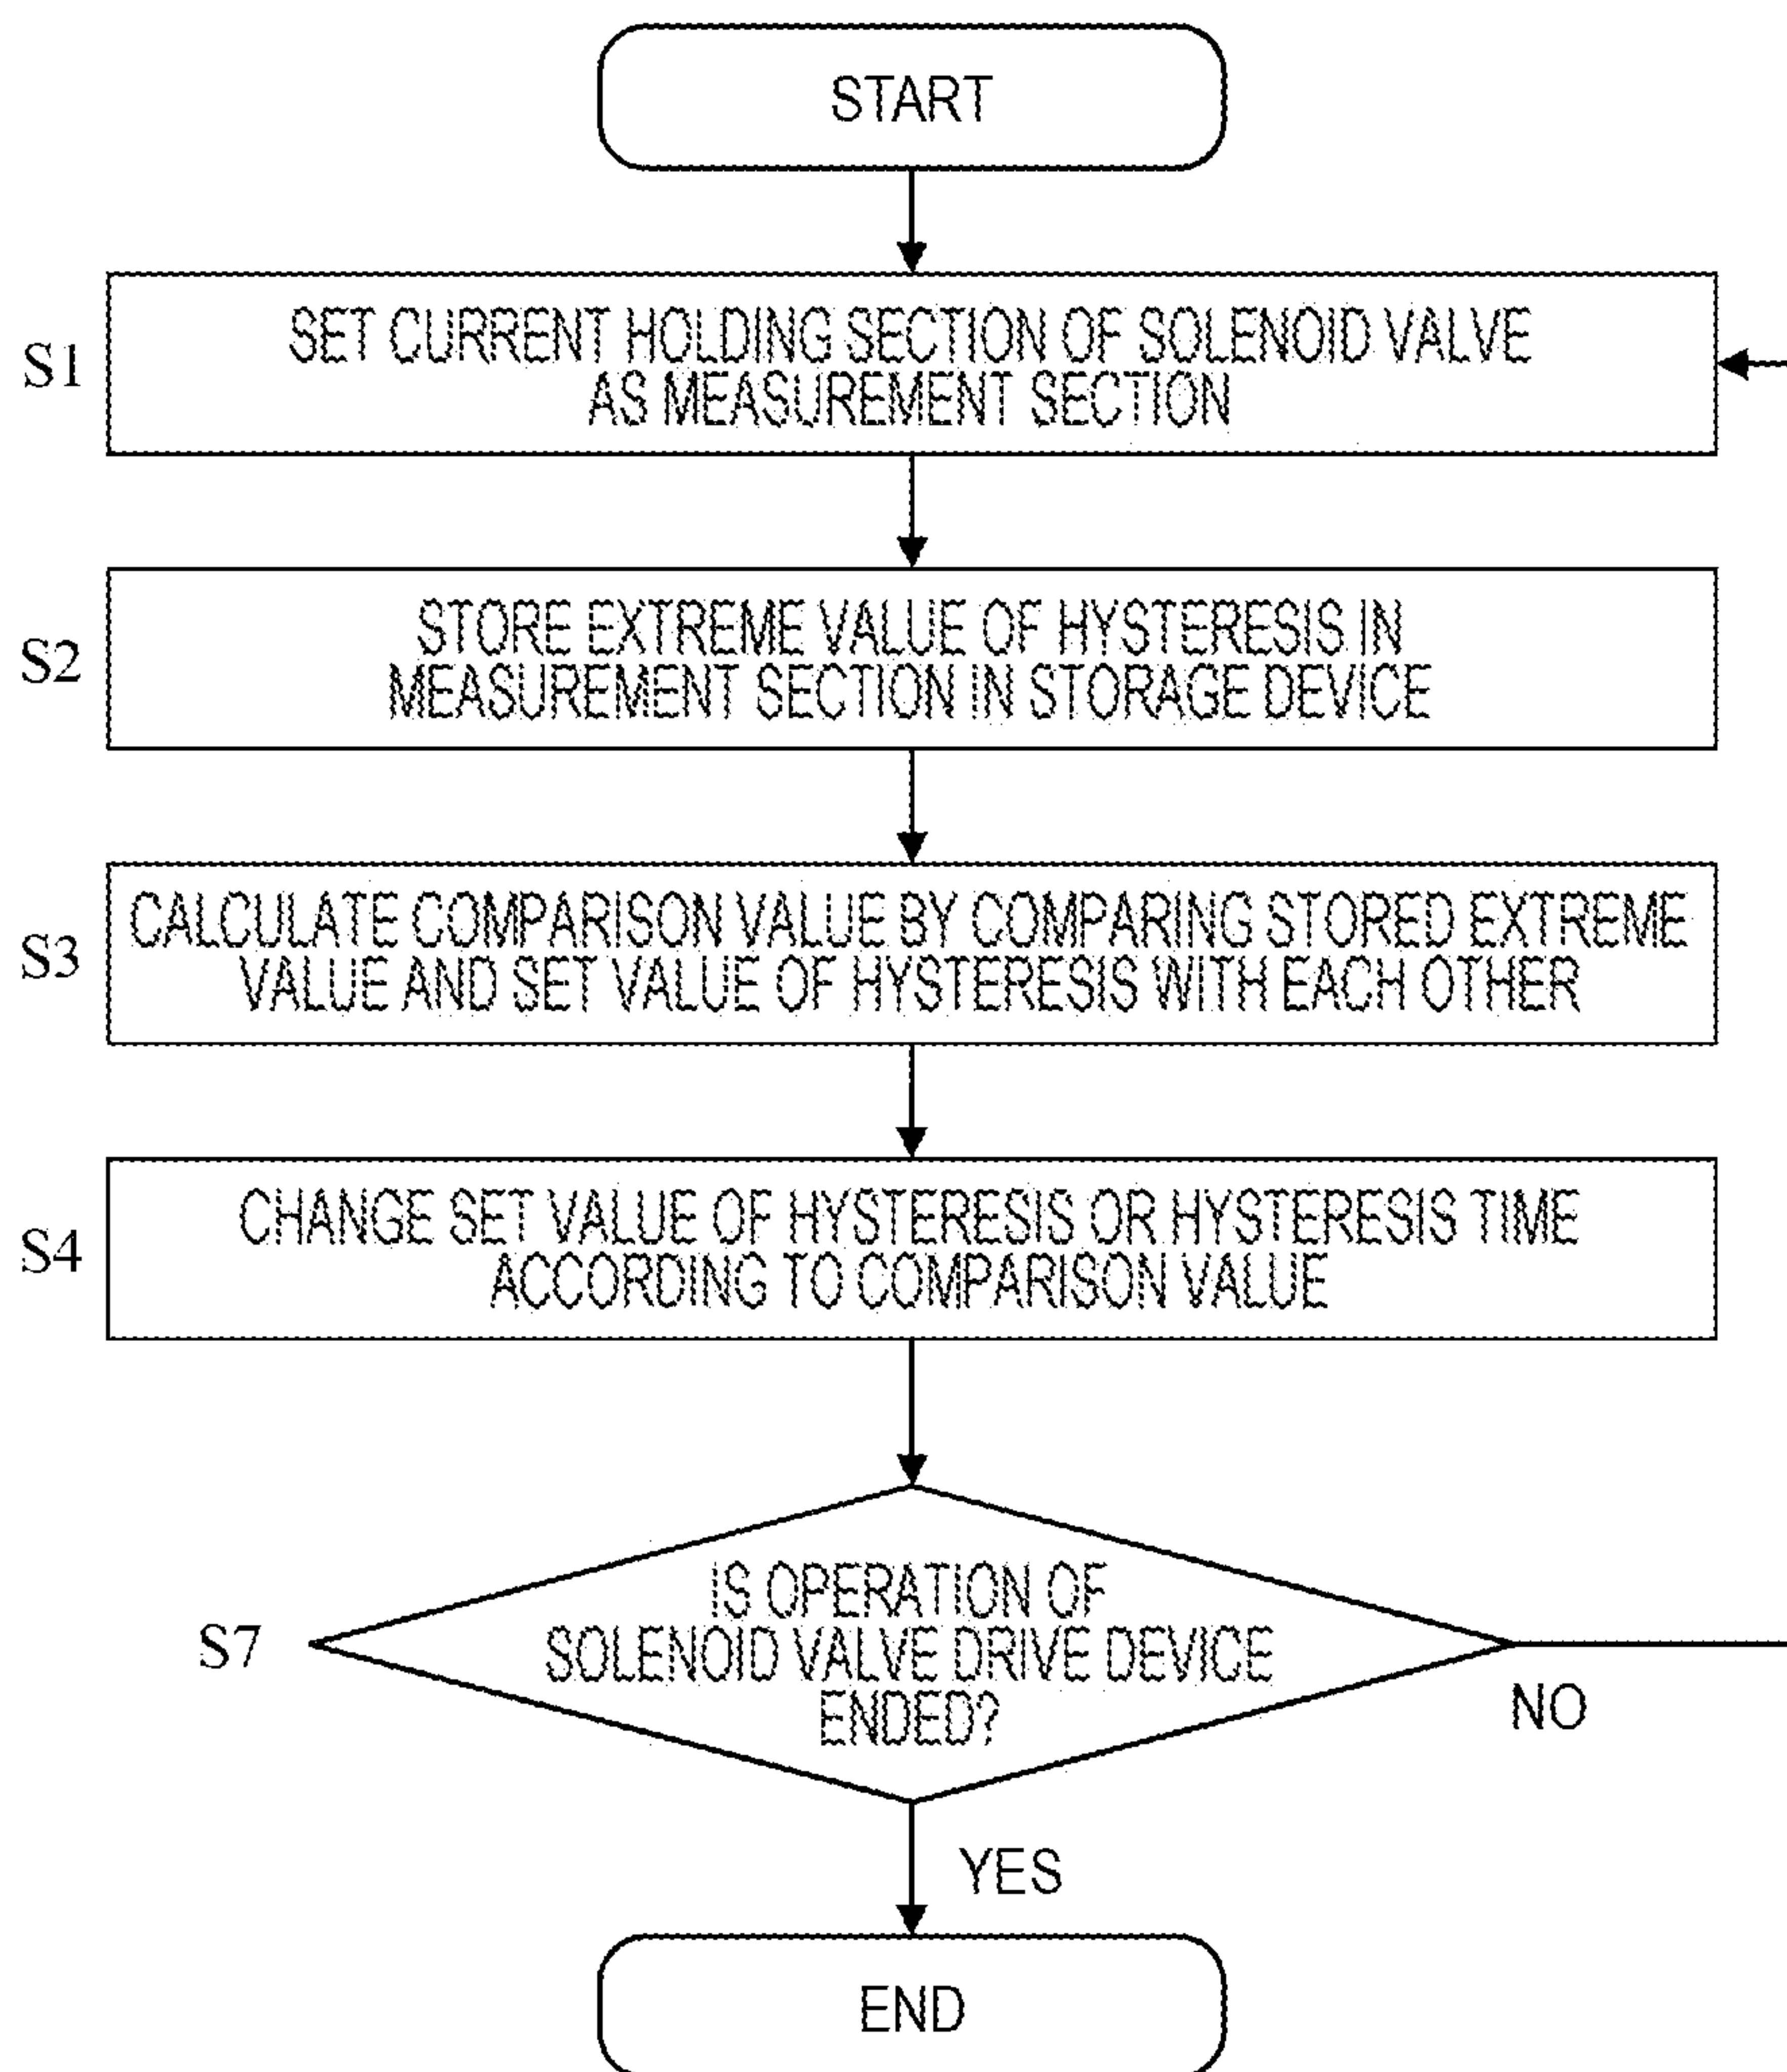 START
S1
SET CURRENT HOLDING SECTION OF SOLENOID VALVE
AS MEASUREMENT SECTION
S2
STORE EXTREME VALUE OF HYSTERESIS IN
MEASUREMENT SECTION IN STORAGE DEVICE
S3
CALCULATE COMPARISON VALUE BY COMPARING STORED EXTREME
VALUE AND SET VALUE OF HYSTERESIS WITH EACH OTHER
S4
CHANGE SET VALUE OF HYSTERESIS OR HYSTERESIS TIME
ACCORDING TO COMPARISON VALUE
S7
IS OPERATION OF
SOLENOID VALVE DRIVE DEVICE
ENDED?
NO
YES
END